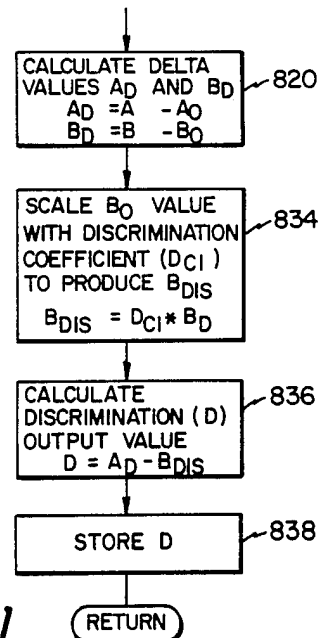 CALCULATE DELTA
VALUES AD AND BD
AD = A - AO
BD = B - BO
820
SCALE BO VALUE
WITH DISCRIMINATION
COEFFICIENT (DCI)
TO PRODUCE BDIS
BDIS = DCI * BD
834
CALCULATE
DISCRIMINATION (D)
OUTPUT VALUE
D = AD - BDIS
836
STORE D
838
RETURN